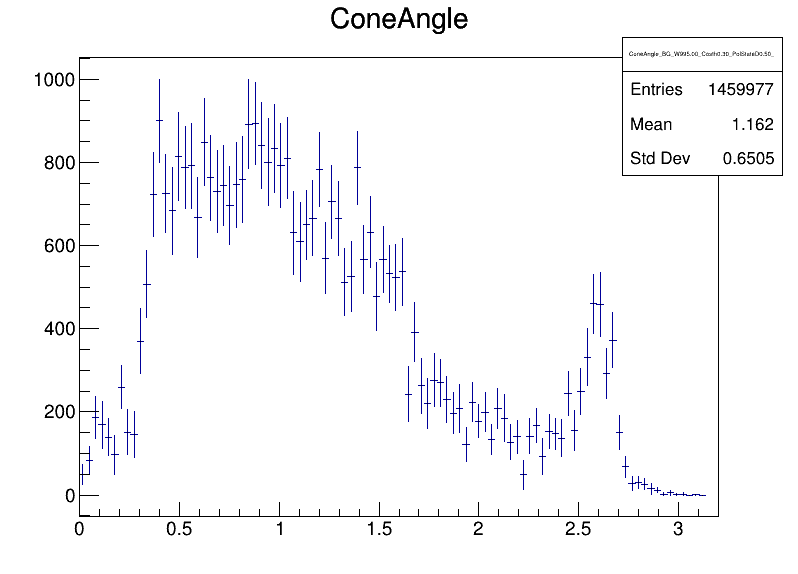 ConeAngle
ConeAngle_BG_W995.00_Costh0.30_PolStateD0.50_
Entries 1459977
Mean 1.162
Std Dev 0.6505
1000
800
600
400
200
0
0 0.5 1 1.5 2 2.5 3